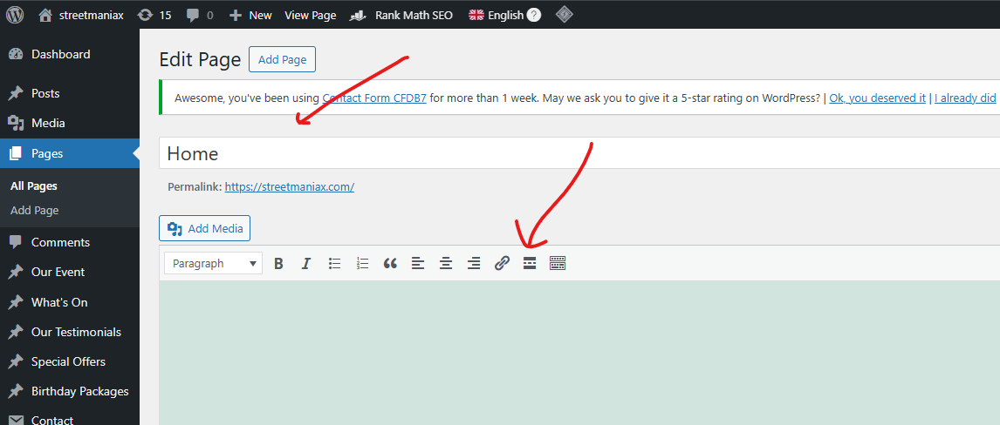 streetmaniax 15 0 + New View Page Rank Math SEO English ?
Dashboard
Posts
Media
Pages
All Pages
Add Page
Comments
Our Event
What's On
Our Testimonials
Special Offers
Birthday Packages
Contact
Edit Page Add Page
Awesome, you've been using Contact Form CFDB7 for more than 1 week. May we ask you to give it a 5-star rating on WordPress? | Ok, you deserved it | I already did
Home
Permalink: https://streetmaniax.com/
Add Media
Paragraph B I